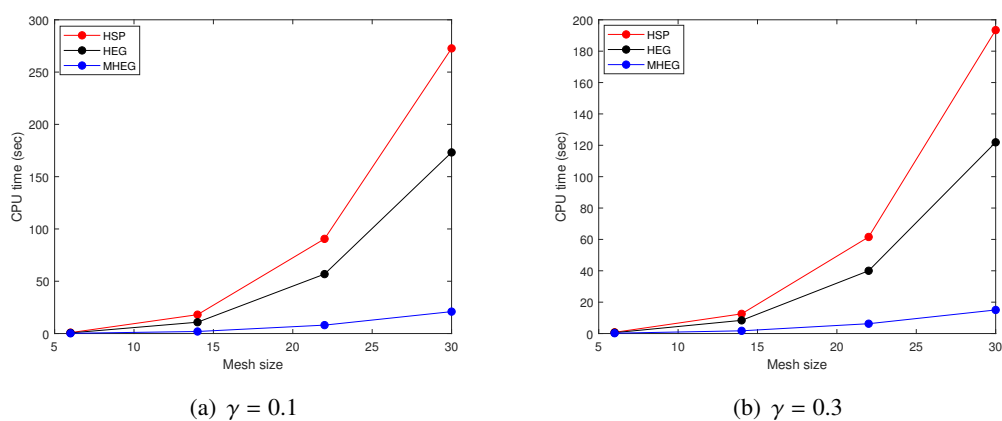 300
250
200
150
100
50
0
CPU time (sec)
HSP
HEG
MHEG
5 10 15 20 25 30
Mesh size
(a) γ = 0.1
200
180
160
140
120
100
80
60
40
20
0
CPU time (sec)
HSP
HEG
MHEG
5 10 15 20 25 30
Mesh size
(b) γ = 0.3